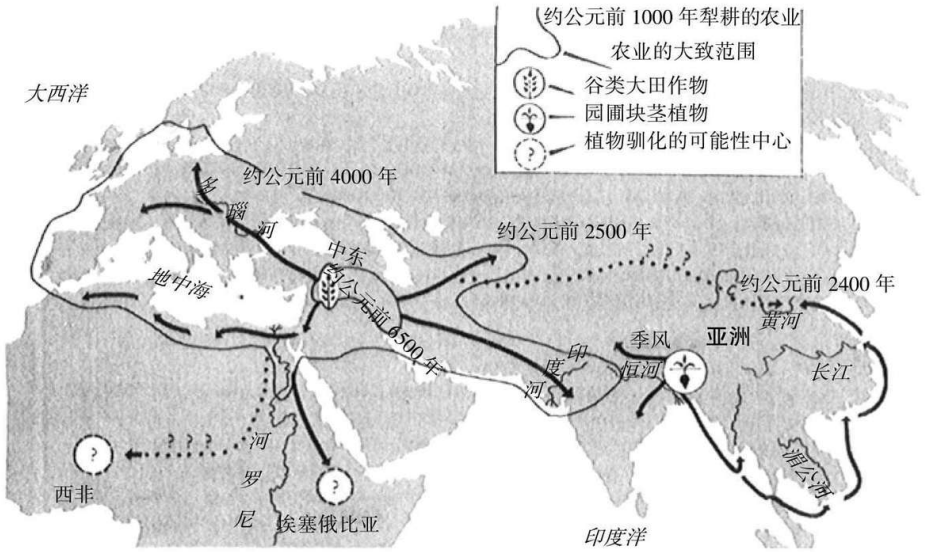 约公元前1000年犁耕的农业
农业的大致范围
谷类大田作物
园圃块茎植物
植物驯化的可能性中心
?
大西洋
约公元前4000年
多瑙河
约公元前2500年
? ? ?
中东
约公元前6500年
地中海
约公元前2400年
黄河
亚洲
季风
印度河
恒河
长江
湄公河
? ? ?
?
西非
河罗尼
?
埃塞俄比亚
印度洋